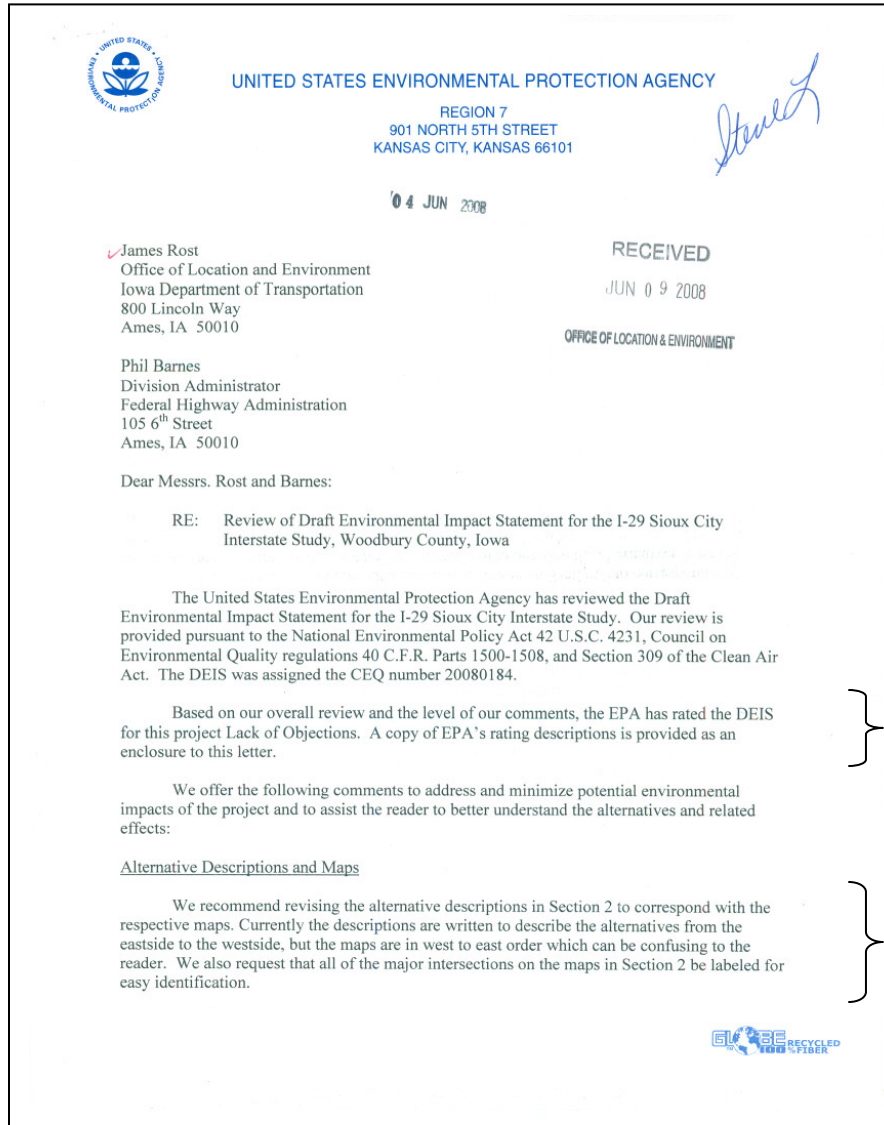 UNITED STATES
ENVIRONMENTAL PROTECTION AGENCY
UNITED STATES ENVIRONMENTAL PROTECTION AGENCY
REGION 7
901 NORTH 5TH STREET
KANSAS CITY, KANSAS 66101
Steve L
04 JUN 2008
James Rost
Office of Location and Environment
Iowa Department of Transportation
800 Lincoln Way
Ames, IA 50010
RECEIVED
JUN 09 2008
OFFICE OF LOCATION & ENVIRONMENT
Phil Barnes
Division Administrator
Federal Highway Administration
105 6th Street
Ames, IA 50010
Dear Messrs. Rost and Barnes:
RE: Review of Draft Environmental Impact Statement for the I-29 Sioux City
Interstate Study, Woodbury County, Iowa
The United States Environmental Protection Agency has reviewed the Draft
Environmental Impact Statement for the I-29 Sioux City Interstate Study. Our review is
provided pursuant to the National Environmental Policy Act 42 U.S.C. 4231, Council on
Environmental Quality regulations 40 C.F.R. Parts 1500-1508, and Section 309 of the Clean Air
Act. The DEIS was assigned the CEQ number 20080184.
Based on our overall review and the level of our comments, the EPA has rated the DEIS
for this project Lack of Objections. A copy of EPA's rating descriptions is provided as an
enclosure to this letter.
We offer the following comments to address and minimize potential environmental
impacts of the project and to assist the reader to better understand the alternatives and related
effects:
Alternative Descriptions and Maps
We recommend revising the alternative descriptions in Section 2 to correspond with the
respective maps. Currently the descriptions are written to describe the alternatives from the
eastside to the westside, but the maps are in west to east order which can be confusing to the
reader. We also request that all of the major intersections on the maps in Section 2 be labeled for
easy identification.
GLOBE RECYCLED
100 % FIBER